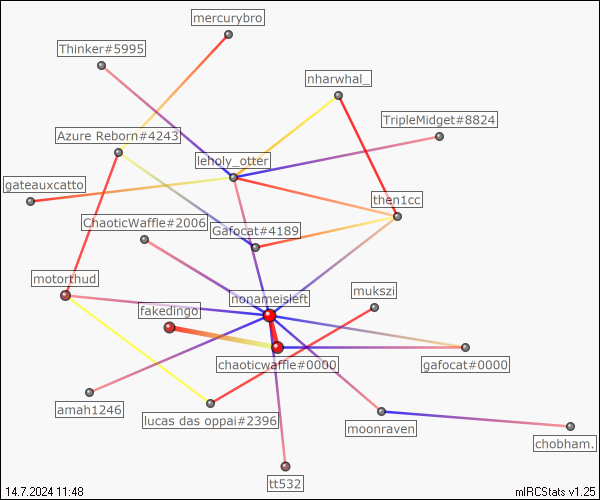 mercurybro
Thinker#5995
nharwhal_
TripleMidget#8824
Azure Reborn#4243
leholy_otter
gateauxcatto
then1cc
ChaoticWaffle#2006
Gafocat#4189
motorthud
nonameisleft
mukszi
fakedingo
chaoticwaffle#0000
gafocat#0000
amah1246
lucas das oppai#2396
moonraven
chobham.
tt532
14.7.2024 11:48
mIRCStats v1.25